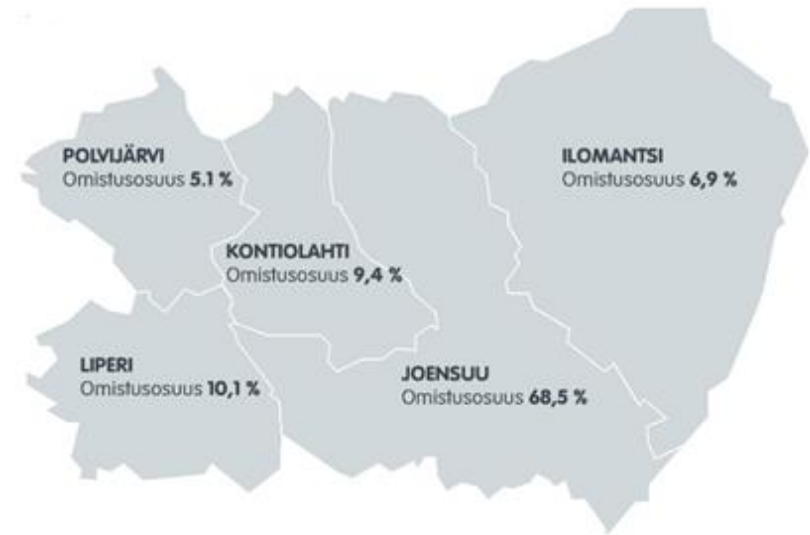 POLVIJÄRVI
Omistusosuus 5.1 %
ILOMANTSI
Omistusosuus 6,9 %
KONTIOLAHTI
Omistusosuus 9,4 %
LIPERI
Omistusosuus 10,1 %
JOENSUU
Omistusosuus 68,5 %